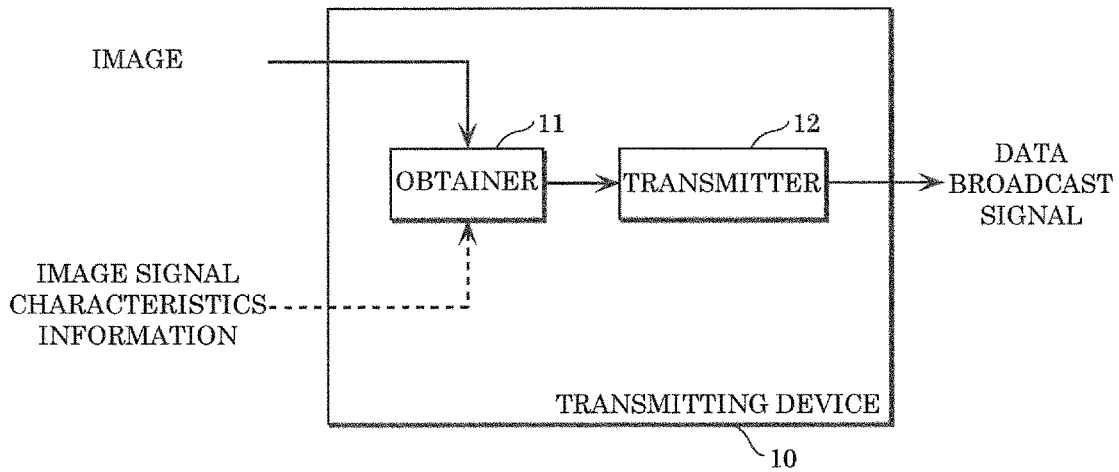 IMAGE
11
12
OBTAINER
TRANSMITTER
DATA
BROADCAST
SIGNAL
IMAGE SIGNAL
CHARACTERISTICS
INFORMATION
TRANSMITTING DEVICE
10